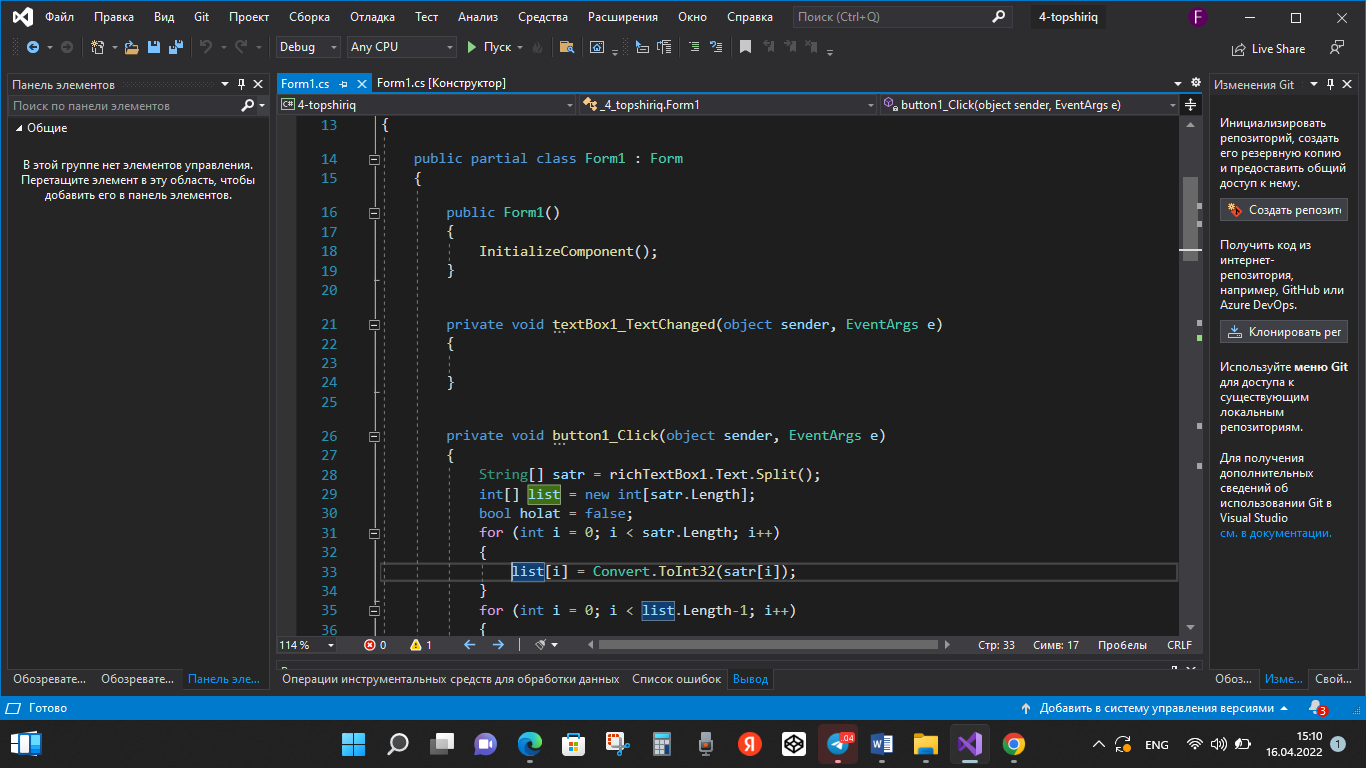 Файл Правка Вид Git Проект Сборка Отладка Тест Анализ Средства Расширения Окно Справка Поиск (Ctrl+Q) 4-topshiriq F
Debug Any CPU Пуск Live Share
Панель элементов
Поиск по панели элементов
Общие
В этой группе нет элементов управления.
Перетащите элемент в эту область, чтобы
добавить его в панель элементов.
Обозревате... Обозревате... Панель эле...
Form1.cs Form1.cs [Конструктор]
C# 4-topshiriq _4_topshiriq.Form1 button1_Click(object sender, EventArgs e)
13 {
14 public partial class Form1 : Form
15 {
16 public Form1()
17 {
18 InitializeComponent();
19 }
20
21 private void textBox1_TextChanged(object sender, EventArgs e)
22 {
23
24 }
25
26 private void button1_Click(object sender, EventArgs e)
27 {
28 String[] satr = richTextBox1.Text.Split();
29 int[] list = new int[satr.Length];
30 bool holat = false;
31 for (int i = 0; i < satr.Length; i++)
32 {
33 list[i] = Convert.ToInt32(satr[i]);
34 }
35 for (int i = 0; i < list.Length-1; i++)
36 {
114 % 0 1 Стр: 33 Симв: 17 Пробелы CRLF
Операции инструментальных средств для обработки данных Список ошибок Вывод
Изменения Git
Инициализировать
репозиторий, создать
его резервную копию
и предоставить общий
доступ к нему.
Создать репозит
Получить код из
интернет-
репозитория,
например, GitHub или
Azure DevOps.
Клонировать реп
Используйте меню Git
для доступа к
существующим
локальным
репозиториям.
Для получения
дополнительных
сведений об
использовании Git в
Visual Studio
см. в документации.
Обоз... Изме... Свой...
Готово Добавить в систему управления версиями 3
Я .04 W ENG 15:10
16.04.2022 1